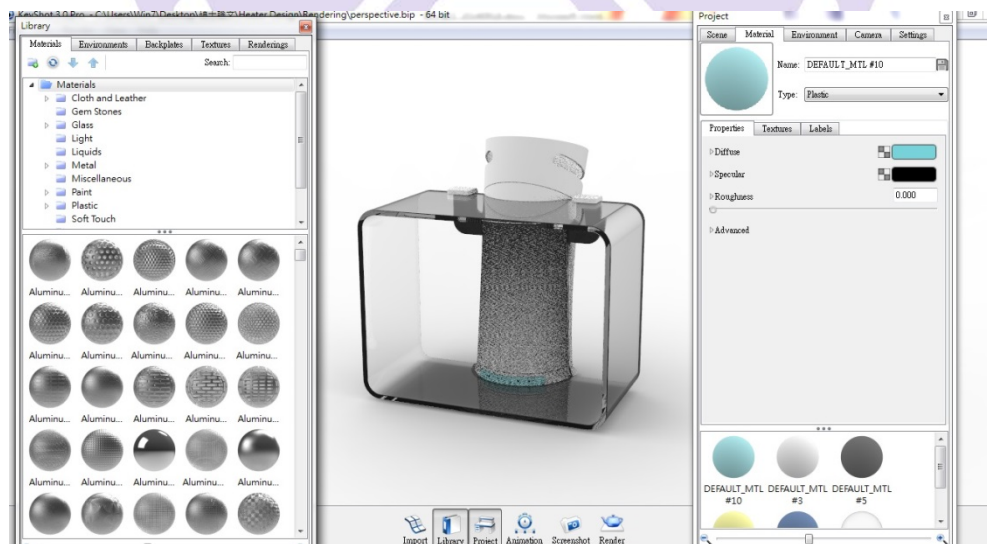 KeyShot 3.0 Pro - C:\Users\Win7\Desktop\碩士論文\Heater Design\Rendering\perspective.bip - 64 bit
Library
Materials Environments Backplates Textures Renderings
Search:
Materials
Cloth and Leather
Gem Stones
Glass
Light
Liquids
Metal
Miscellaneous
Paint
Plastic
Soft Touch
Aluminu... Aluminu... Aluminu... Aluminu... Aluminu...
Aluminu... Aluminu... Aluminu... Aluminu... Aluminu...
Aluminu... Aluminu... Aluminu... Aluminu... Aluminu...
Aluminu... Aluminu... Aluminu... Aluminu... Aluminu...
Import Library Project Animation Screenshot Render
Project
Scene Material Environment Camera Settings
Name: DEFAULT_MTL #10
Type: Plastic
Properties Textures Labels
Diffuse
Specular
Roughness 0.000
Advanced
DEFAULT_MTL #10
DEFAULT_MTL #3
DEFAULT_MTL #5